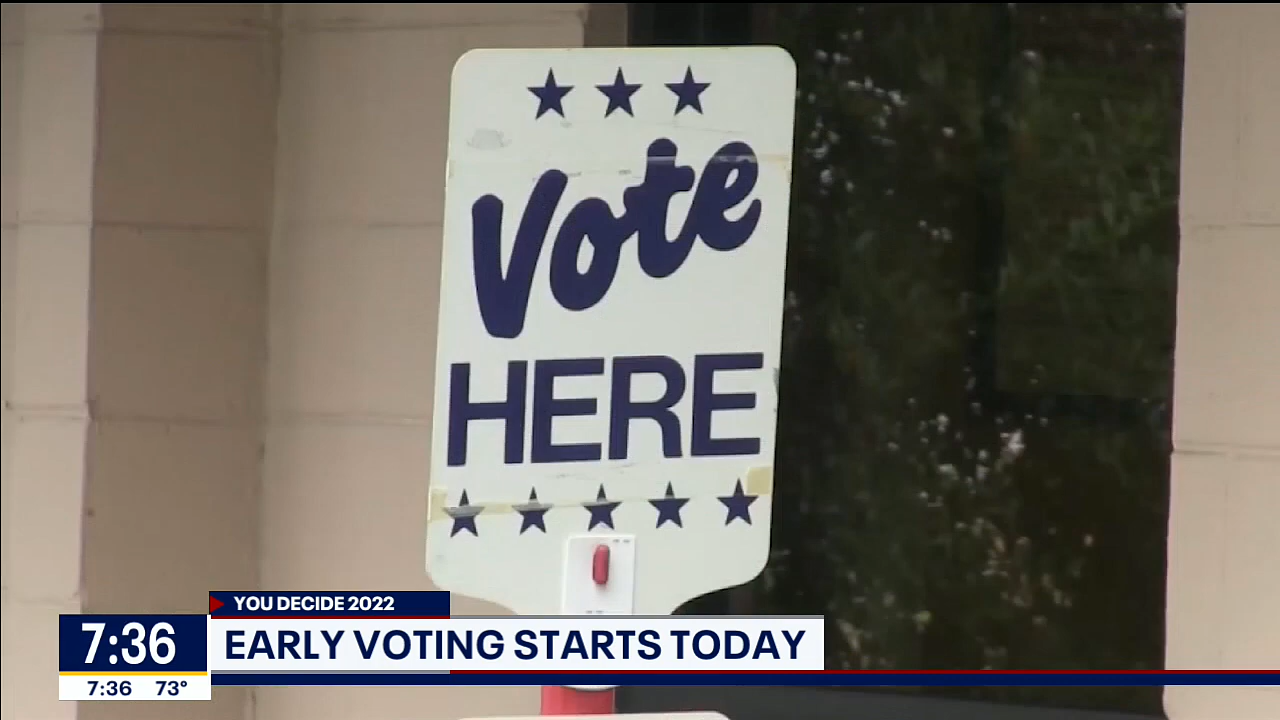 Vote
HERE
YOU DECIDE 2022
7:36
EARLY VOTING STARTS TODAY
7:36 73°